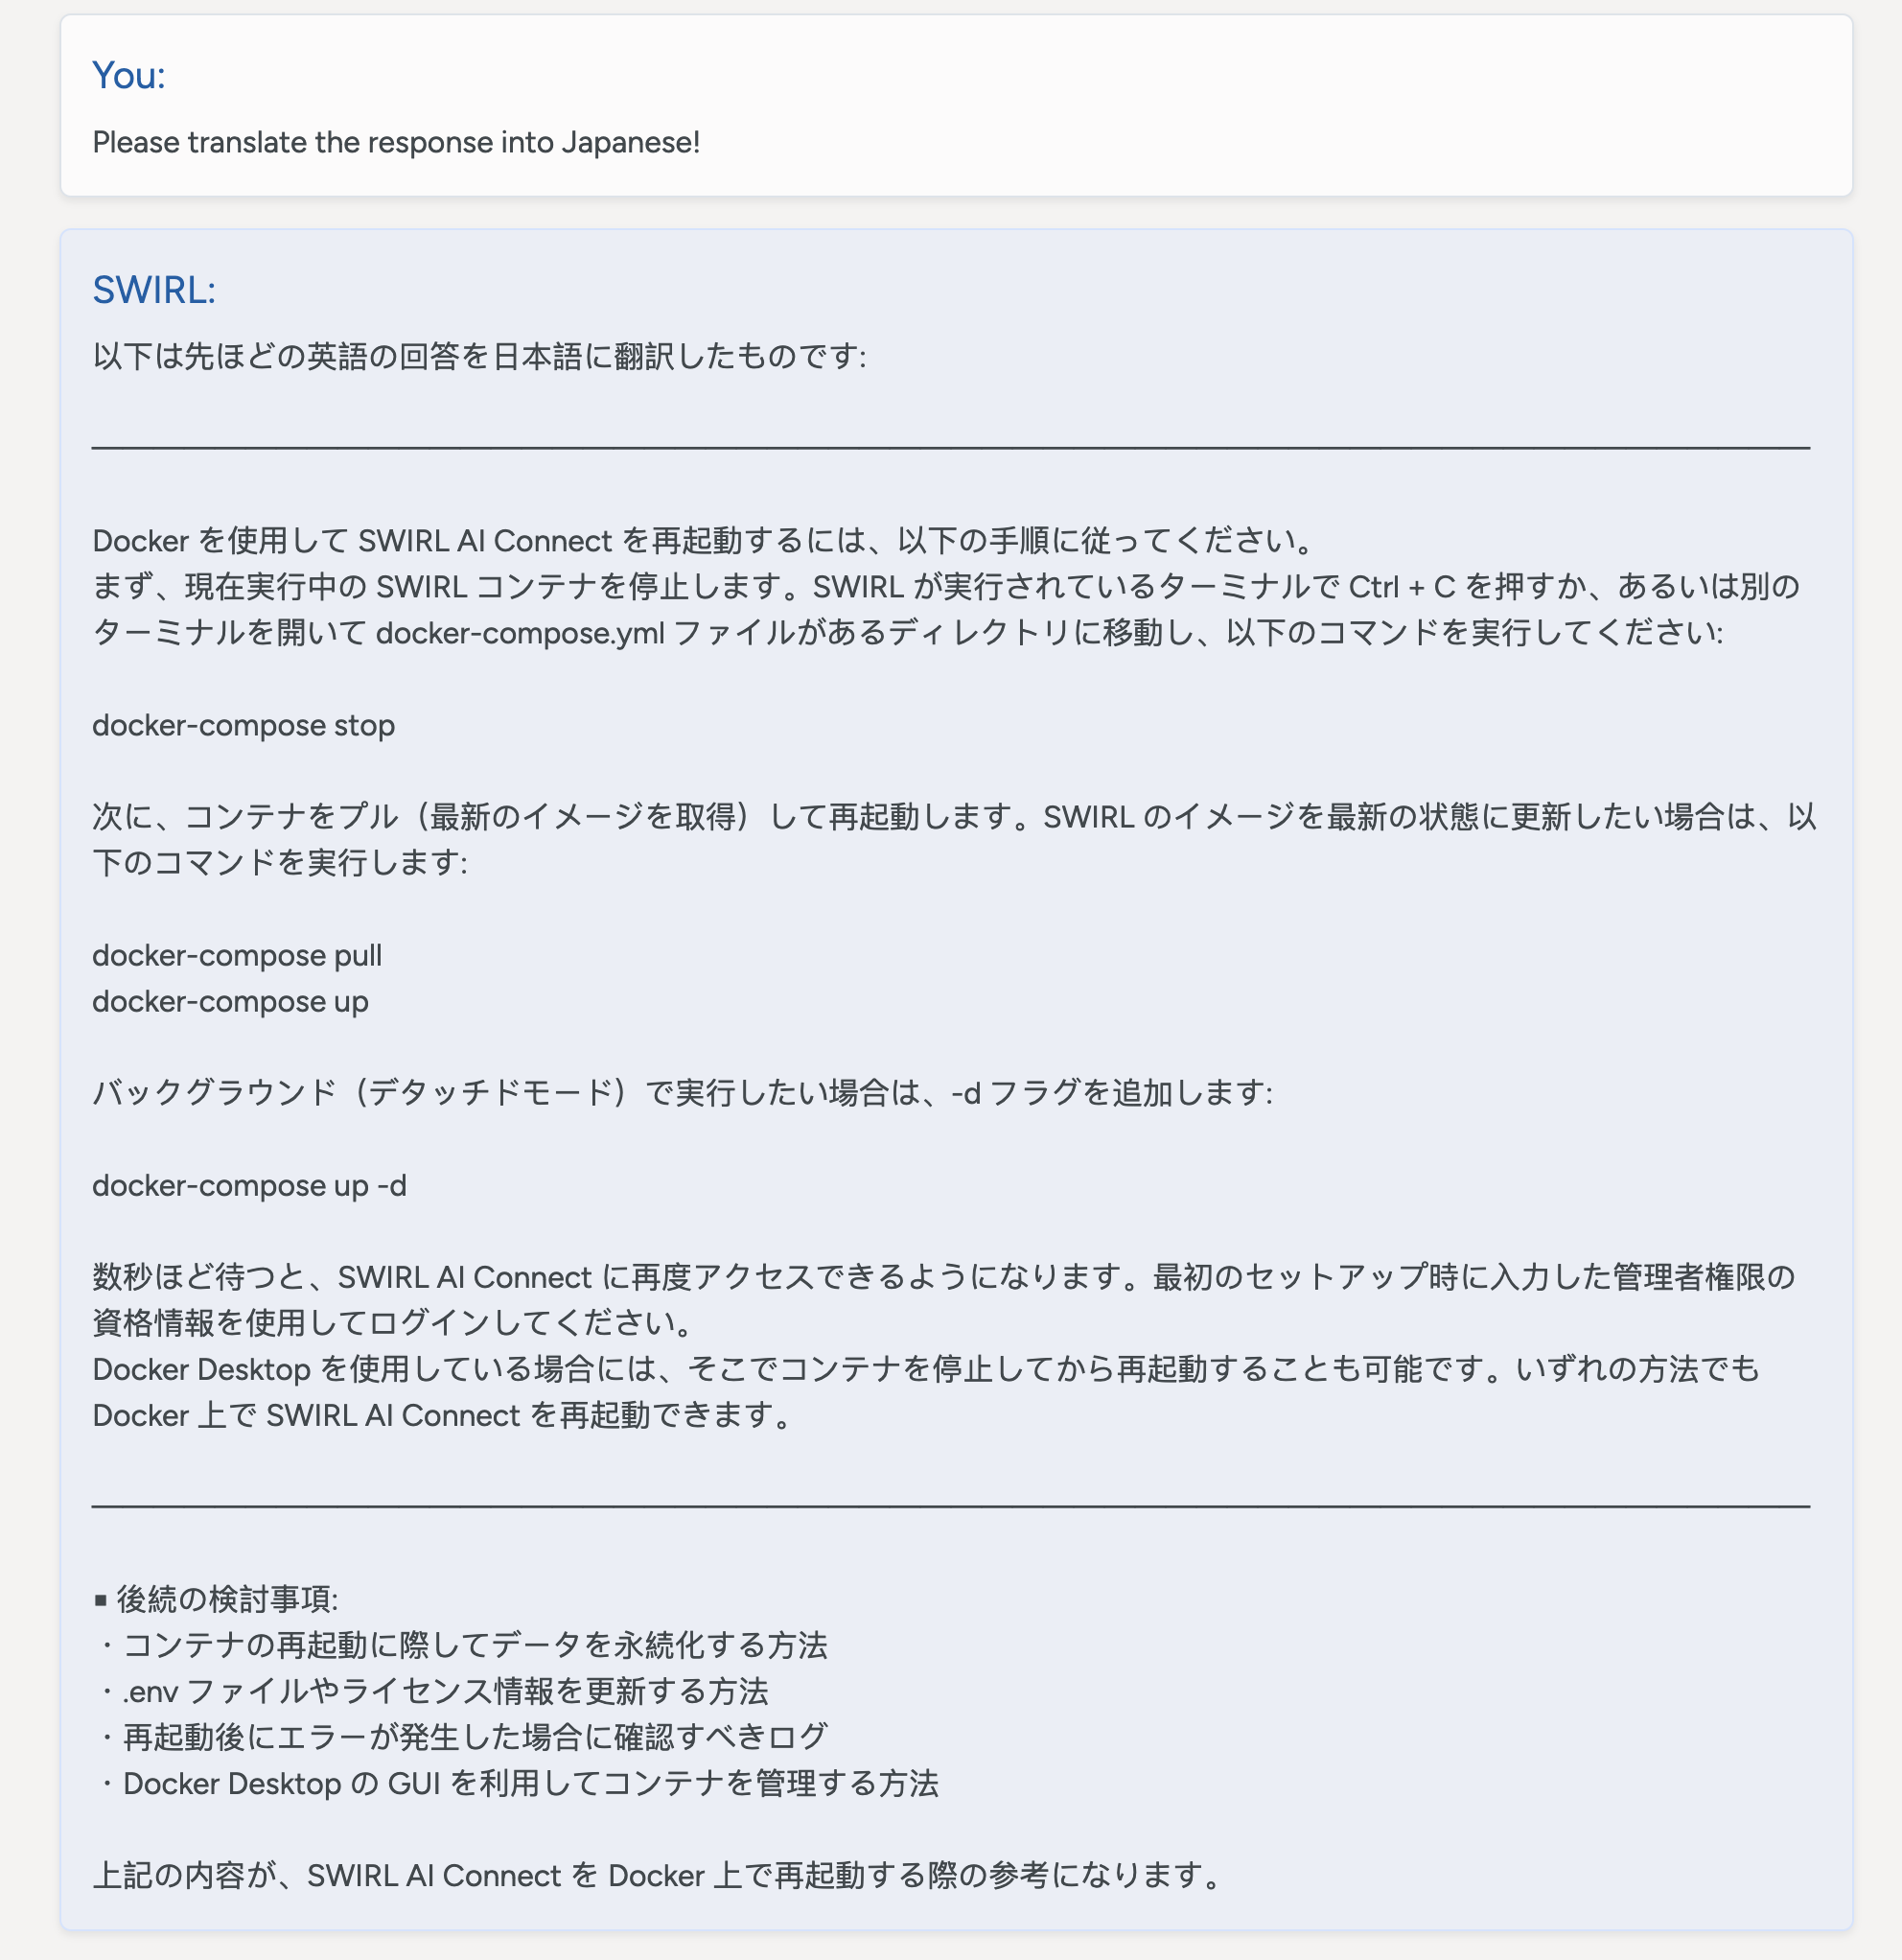 You:
Please translate the response into Japanese!
SWIRL:
以下は先ほどの英語の回答を日本語に翻訳したものです:
Docker を使用して SWIRL AI Connect を再起動するには、以下の手順に従ってください。
まず、現在実行中の SWIRL コンテナを停止します。SWIRL が実行されているターミナルで Ctrl + C を押すか、あるいは別の
ターミナルを開いて docker-compose.yml ファイルがあるディレクトリに移動し、以下のコマンドを実行してください:
docker-compose stop
次に、コンテナをプル（最新のイメージを取得）して再起動します。SWIRL のイメージを最新の状態に更新したい場合は、以
下のコマンドを実行します:
docker-compose pull
docker-compose up
バックグラウンド（デタッチドモード）で実行したい場合は、-d フラグを追加します:
docker-compose up -d
数秒ほど待つと、SWIRL AI Connect に再度アクセスできるようになります。最初のセットアップ時に入力した管理者権限の
資格情報を使用してログインしてください。
Docker Desktop を使用している場合には、そこでコンテナを停止してから再起動することも可能です。いずれの方法でも
Docker 上で SWIRL AI Connect を再起動できます。
▪ 後続の検討事項:
・コンテナの再起動に際してデータを永続化する方法
・.env ファイルやライセンス情報を更新する方法
・再起動後にエラーが発生した場合に確認すべきログ
・Docker Desktop の GUI を利用してコンテナを管理する方法
上記の内容が、SWIRL AI Connect を Docker 上で再起動する際の参考になります。